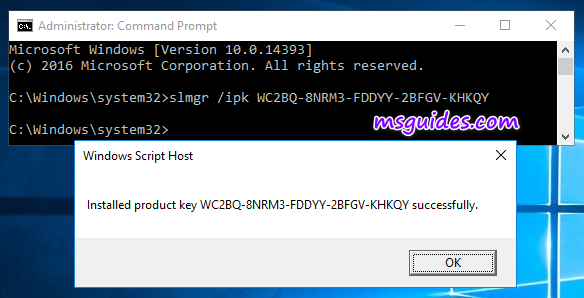 Administrator: Command Prompt
Microsoft Windows [Version 10.0.14393]
(c) 2016 Microsoft Corporation. All rights reserved.
C:\Windows\system32>slmgr /ipk WC2BQ-8NRM3-FDDYY-2BFGV-KHKQY
C:\Windows\system32>
msguides.com
Windows Script Host
Installed product key WC2BQ-8NRM3-FDDYY-2BFGV-KHKQY successfully.
OK